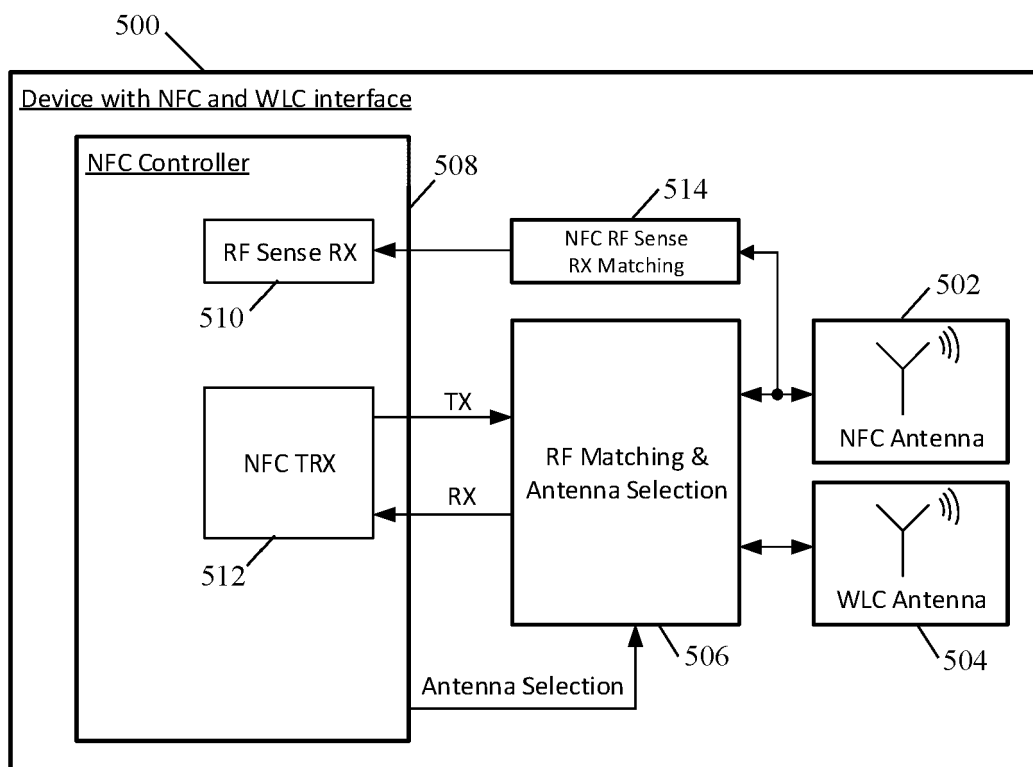 500
Device with NFC and WLC interface
NFC Controller
508
514
RF Sense RX
NFC RF Sense
RX Matching
510
502
NFC Antenna
TX
NFC TRX
RF Matching &
Antenna Selection
RX
512
WLC Antenna
506
504
Antenna Selection